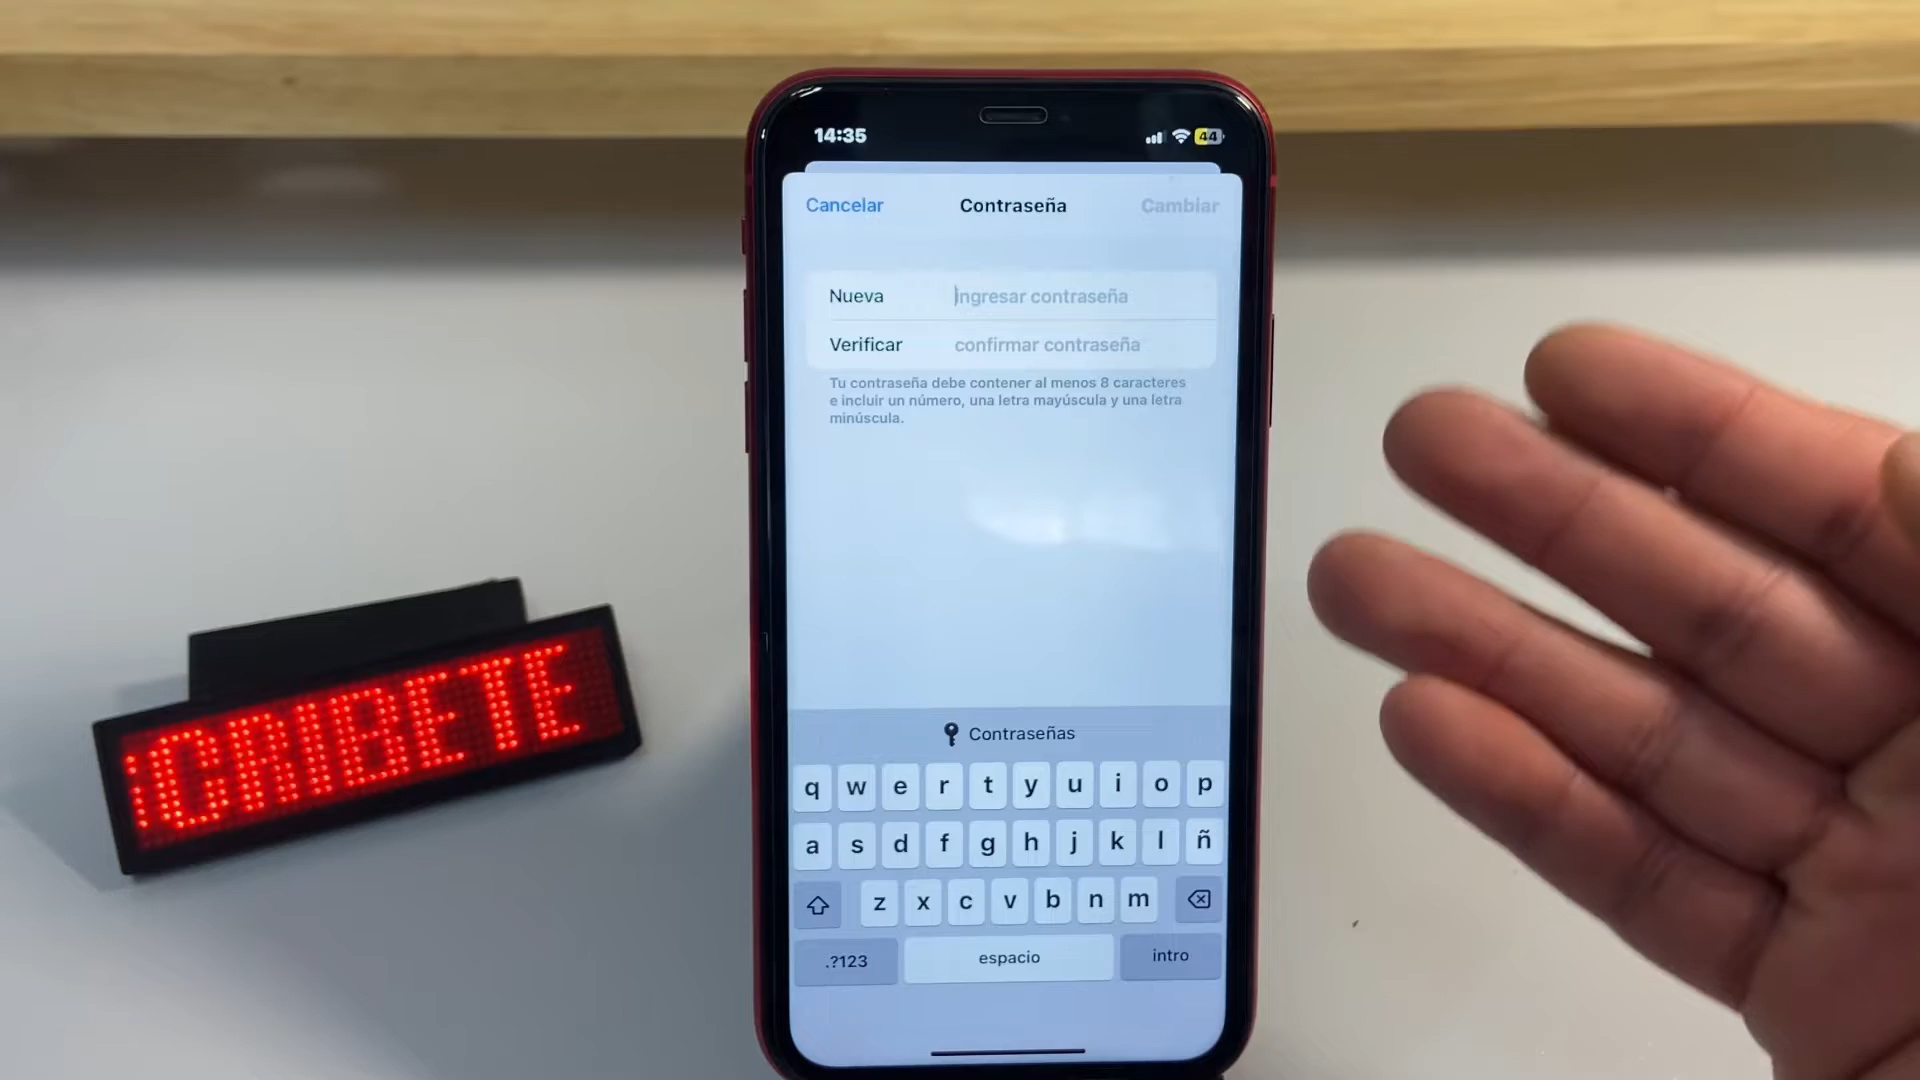 14:35
44
Cancelar
Contraseña
Cambiar
Nueva
ingresar contraseña
Verificar
confirmar contraseña
Tu contraseña debe contener al menos 8 caracteres
e incluir un número, una letra mayúscula y una letra
minúscula.
¡CRIBETE
Contraseñas
q w e r t y u i o p
a s d f g h j k l ñ
z x c v b n m
.?123
espacio
intro